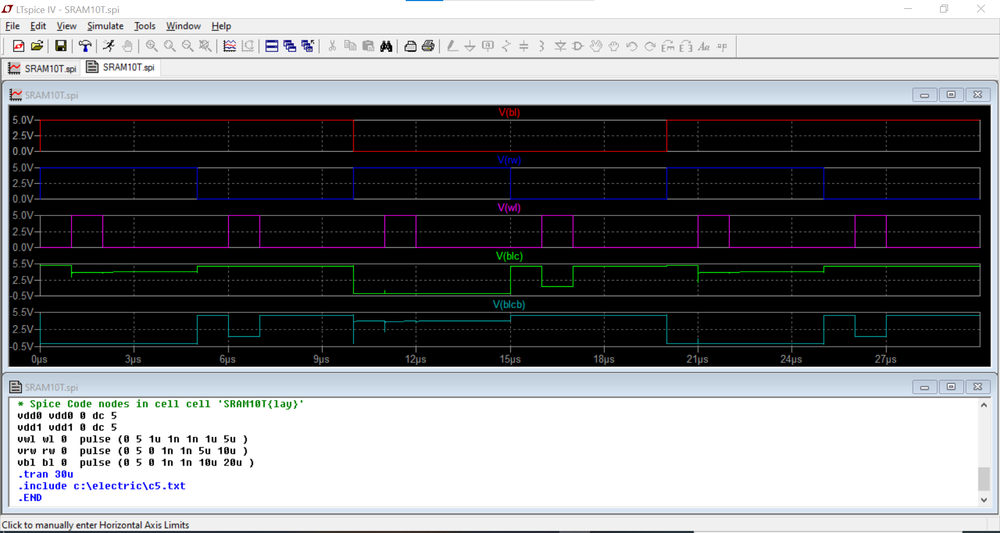 LTspice IV - SRAM10T.spi
File Edit View Simulate Tools Window Help
SRAM10T.spi SRAM10T.spi
SRAM10T.spi
V(bl)
5.0V
2.5V
0.0V
V(rw)
5.0V
2.5V
0.0V
V(wl)
5.0V
2.5V
0.0V
V(blc)
5.5V
2.5V
-0.5V
V(blcb)
5.5V
2.5V
-0.5V
0µs 3µs 6µs 9µs 12µs 15µs 18µs 21µs 24µs 27µs
SRAM10T.spi
* Spice Code nodes in cell cell 'SRAM10T{lay}'
vdd0 vdd0 0 dc 5
vdd1 vdd1 0 dc 5
vwl wl 0 pulse (0 5 1u 1n 1n 1u 5u )
vrw rw 0 pulse (0 5 0 1n 1n 5u 10u )
vbl bl 0 pulse (0 5 0 1n 1n 10u 20u )
.tran 30u
.include c:\electric\c5.txt
.END
Click to manually enter Horizontal Axis Limits